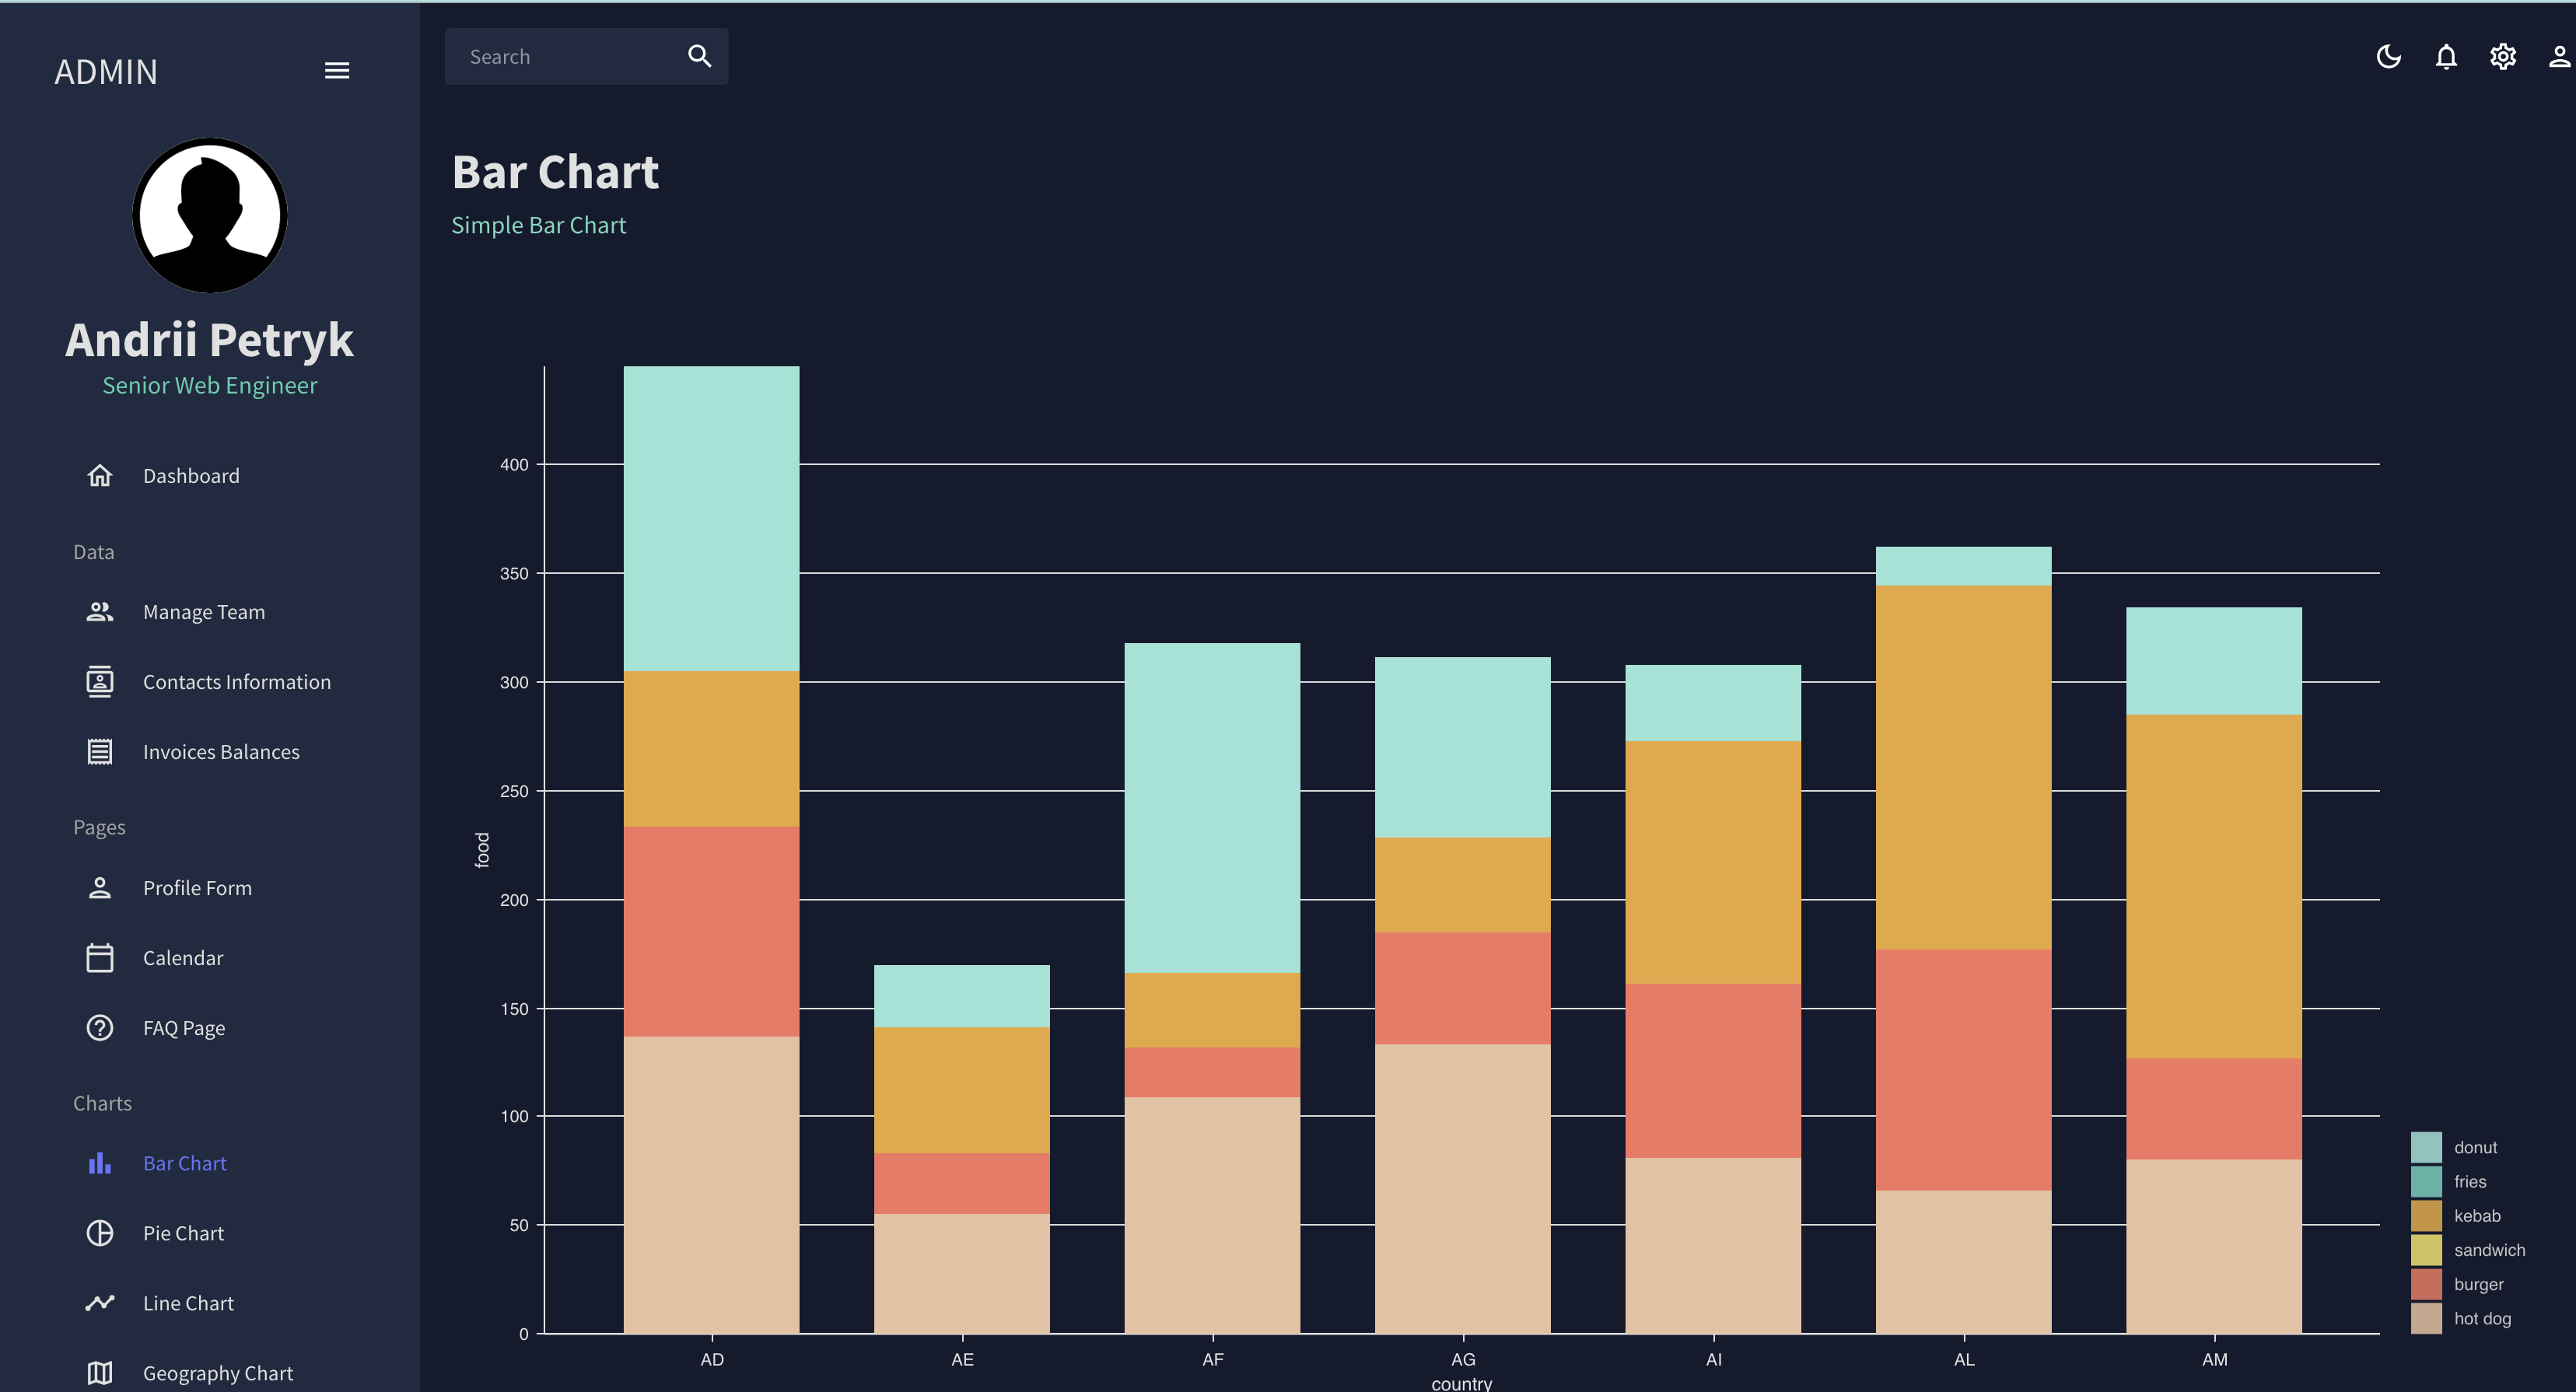 ADMIN
Andrii Petryk
Senior Web Engineer
Dashboard
Data
Manage Team
Contacts Information
Invoices Balances
Pages
Profile Form
Calendar
FAQ Page
Charts
Bar Chart
Pie Chart
Line Chart
Geography Chart
Search
Bar Chart
Simple Bar Chart
food
400
350
300
250
200
150
100
50
0
AD AE AF AG AI AL AM
country
donut
fries
kebab
sandwich
burger
hot dog